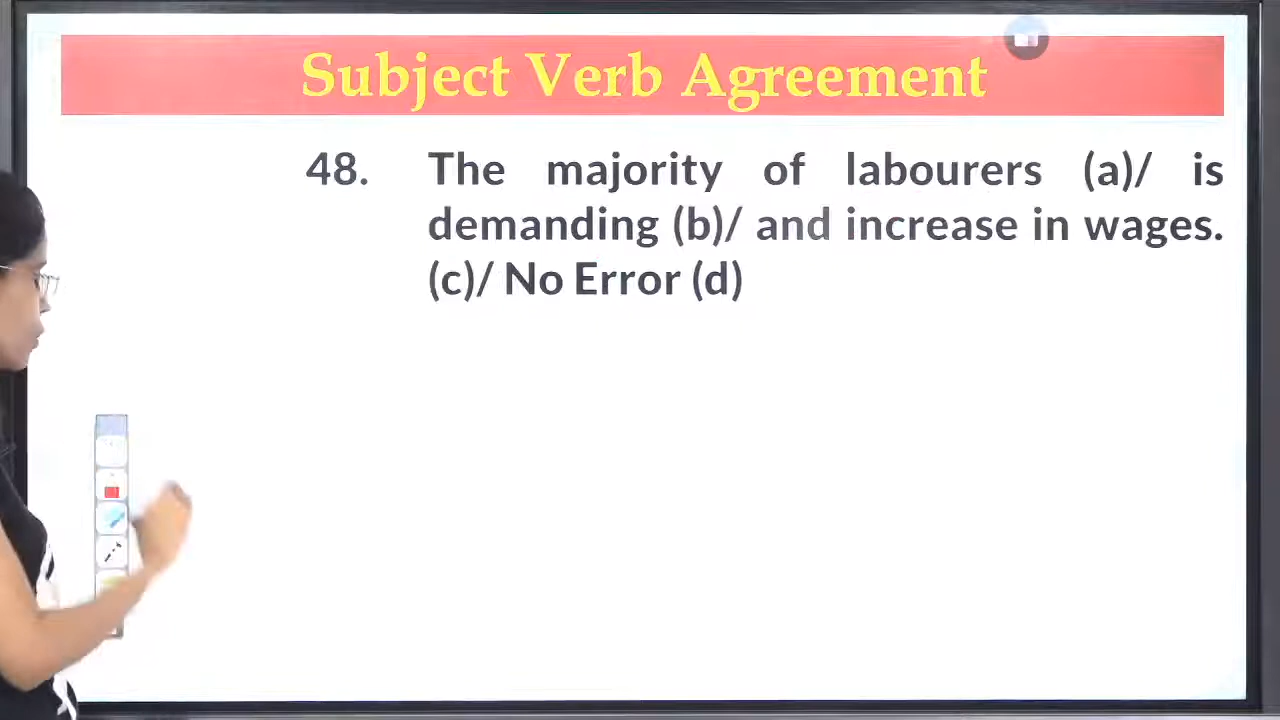 Subject Verb Agreement
48. The majority of labourers (a)/ is
demanding (b)/ and increase in wages.
(c)/ No Error (d)